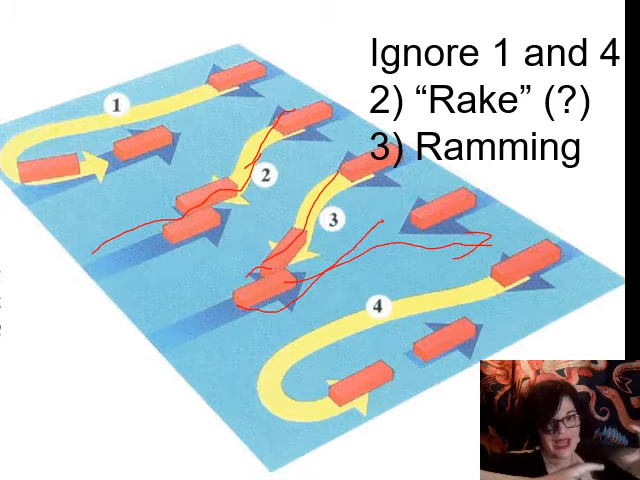 Ignore 1 and 4
2) “Rake” (?)
3) Ramming
1
2
3
4